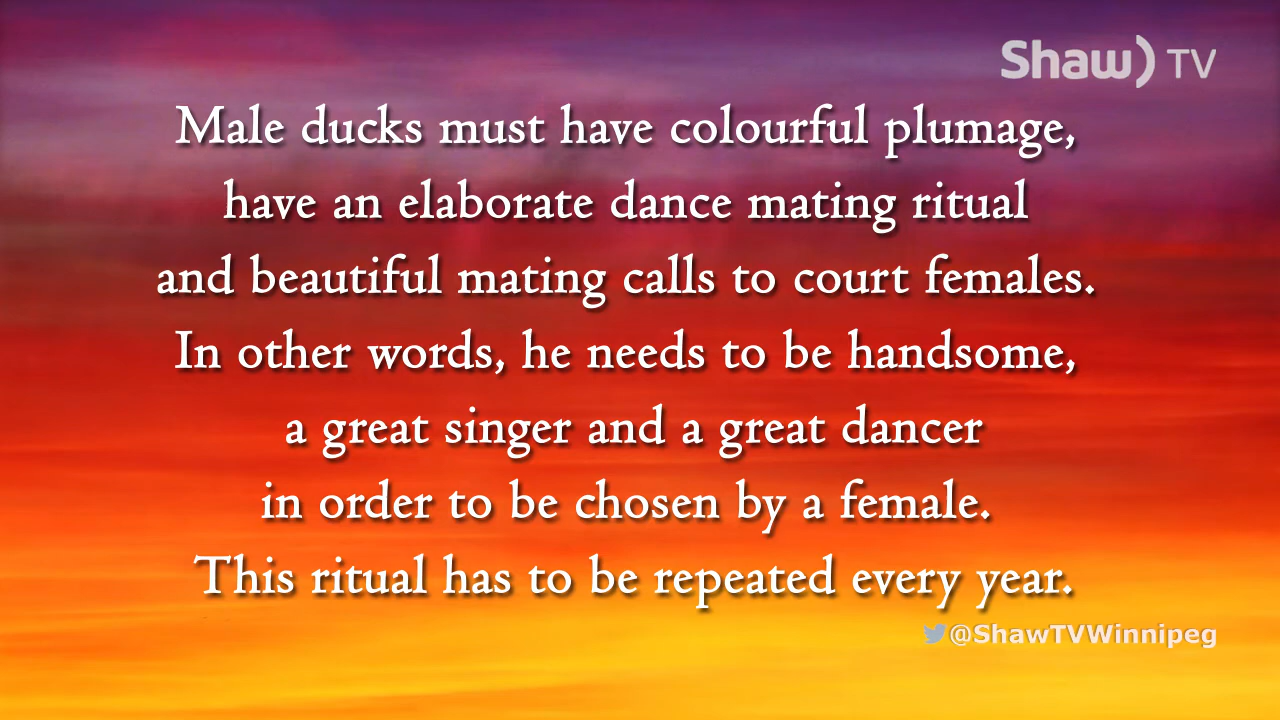 Shaw) TV
Male ducks must have colourful plumage,
have an elaborate dance mating ritual
and beautiful mating calls to court females.
In other words, he needs to be handsome,
a great singer and a great dancer
in order to be chosen by a female.
This ritual has to be repeated every year.
@ShawTVWinnipeg